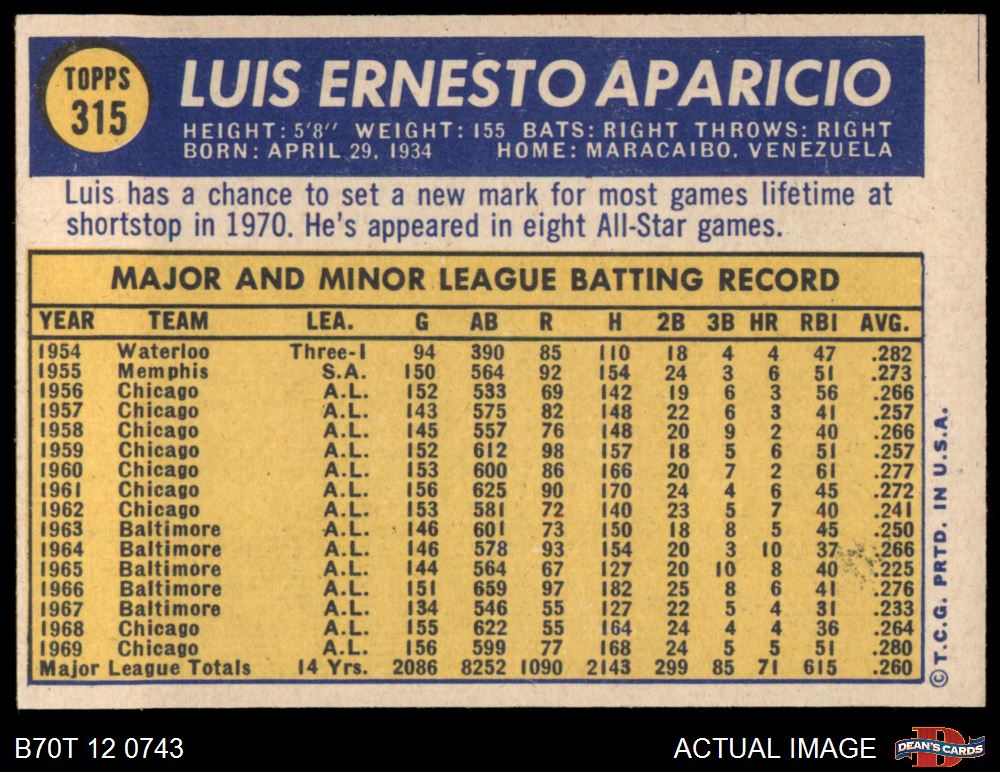 TOPPS
315
LUIS ERNESTO APARICIO
HEIGHT: 5'8" WEIGHT: 155 BATS: RIGHT THROWS: RIGHT
BORN: APRIL 29, 1934 HOME: MARACAIBO, VENEZUELA
Luis has a chance to set a new mark for most games lifetime at
shortstop in 1970. He's appeared in eight All-Star games.
MAJOR AND MINOR LEAGUE BATTING RECORD
YEAR TEAM LEA. G AB R H 2B 3B HR RBI AVG.
1954 Waterloo Three-I 94 390 85 110 18 4 4 47 .282
1955 Memphis S.A. 150 564 92 154 24 3 6 51 .273
1956 Chicago A.L. 152 533 69 142 19 6 3 56 .266
1957 Chicago A.L. 143 575 82 148 22 6 3 41 .257
1958 Chicago A.L. 145 557 76 148 20 9 2 40 .266
1959 Chicago A.L. 152 612 98 157 18 5 6 51 .257
1960 Chicago A.L. 153 600 86 166 20 7 2 61 .277
1961 Chicago A.L. 156 625 90 170 24 4 6 45 .272
1962 Chicago A.L. 153 581 72 140 23 5 7 40 .241
1963 Baltimore A.L. 146 601 73 150 18 8 5 45 .250
1964 Baltimore A.L. 146 578 93 154 20 3 10 37 .266
1965 Baltimore A.L. 144 564 67 127 20 10 8 40 .225
1966 Baltimore A.L. 151 659 97 182 25 8 6 41 .276
1967 Baltimore A.L. 134 546 55 127 22 5 4 31 .233
1968 Chicago A.L. 155 622 55 164 24 4 4 36 .264
1969 Chicago A.L. 156 599 77 168 24 5 5 51 .280
Major League Totals 14 Yrs. 2086 8252 1090 2143 299 85 71 615 .260
© T.C.G. PRTD. IN U.S.A.
B70T 12 0743
ACTUAL IMAGE
D
DEAN'S CARDS